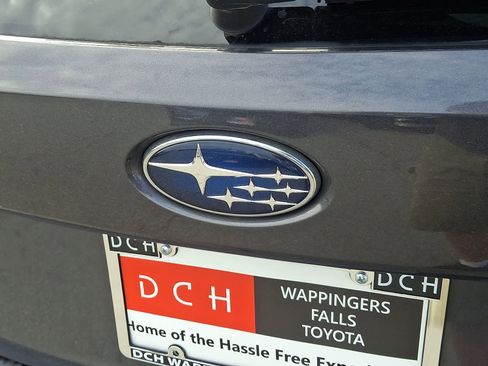 DCH DCH
DCH
WAPPINGERS
FALLS
TOYOTA
Home of the Hassle Free
DCH